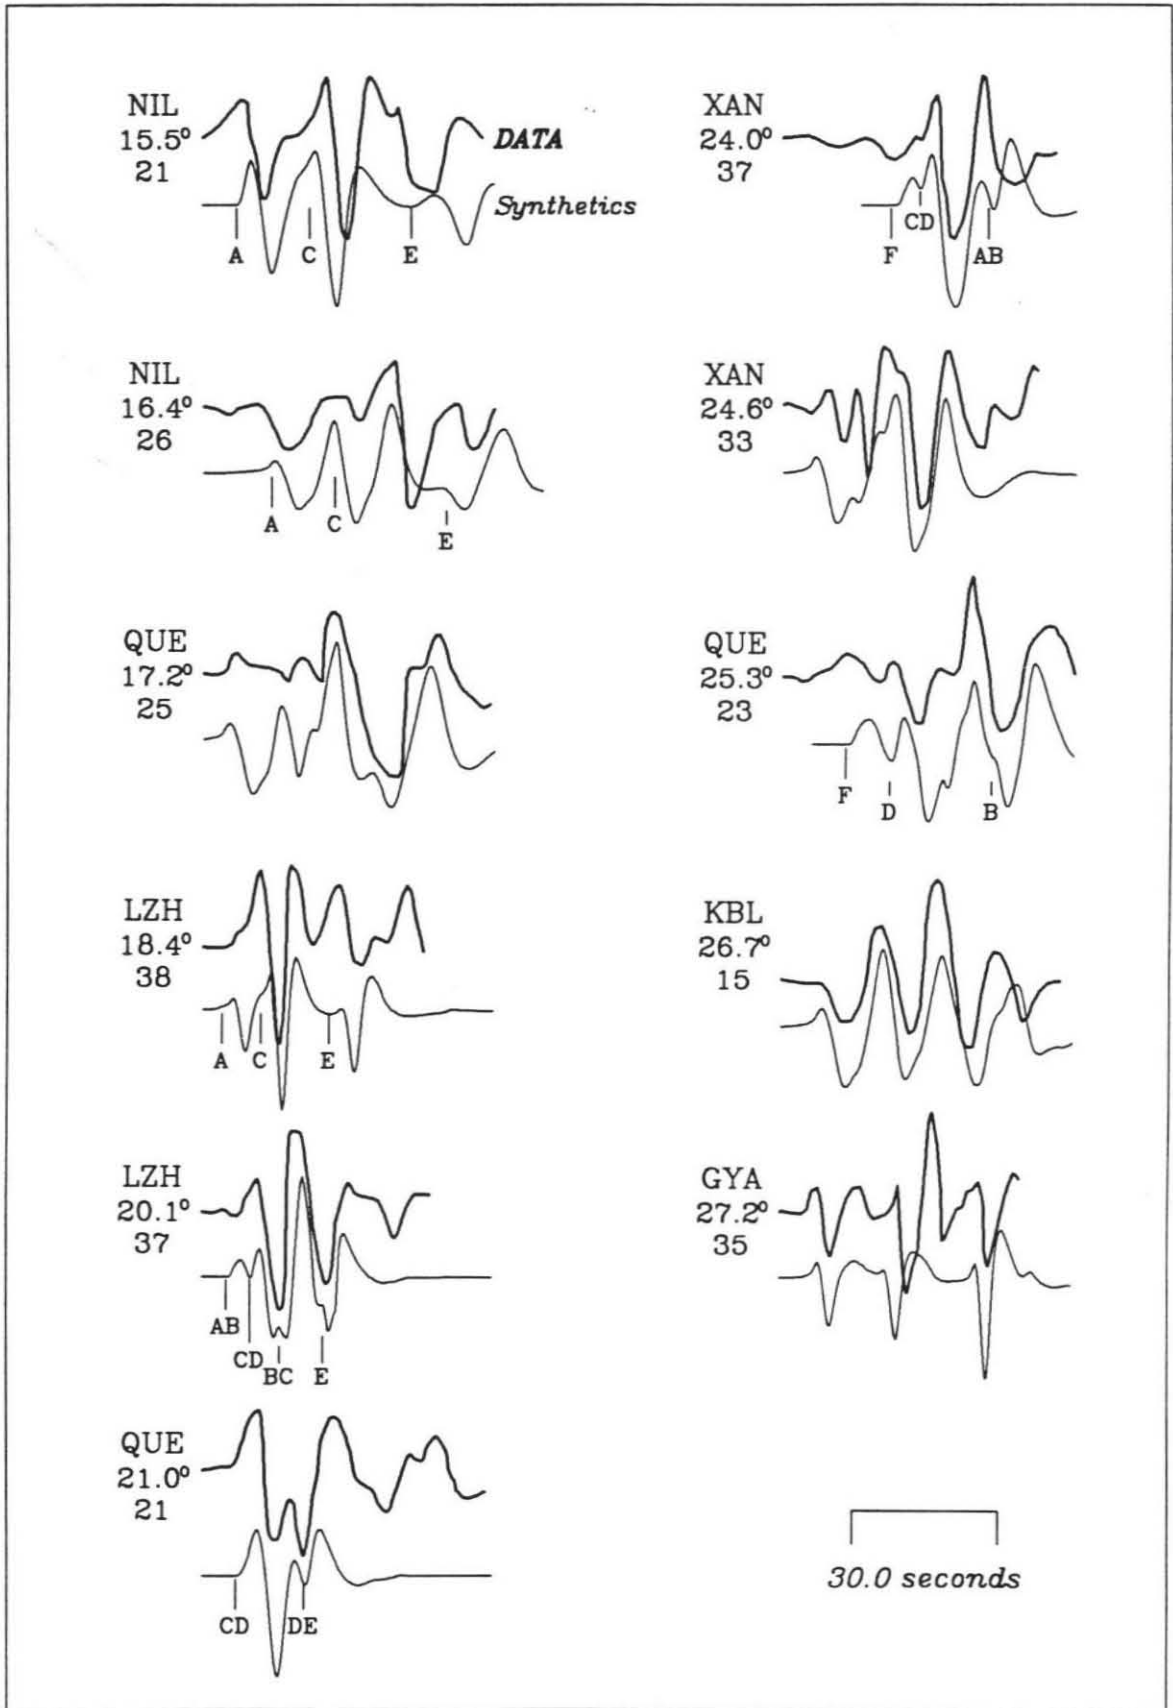 NIL
15.5°
21
DATA
Synthetics
A C E
NIL
16.4°
26
A C E
QUE
17.2°
25
LZH
18.4°
38
A C E
LZH
20.1°
37
AB CD BC E
QUE
21.0°
21
CD DE
XAN
24.0°
37
F CD AB
XAN
24.6°
33
QUE
25.3°
23
F D B
KBL
26.7°
15
GYA
27.2°
35
30.0 seconds